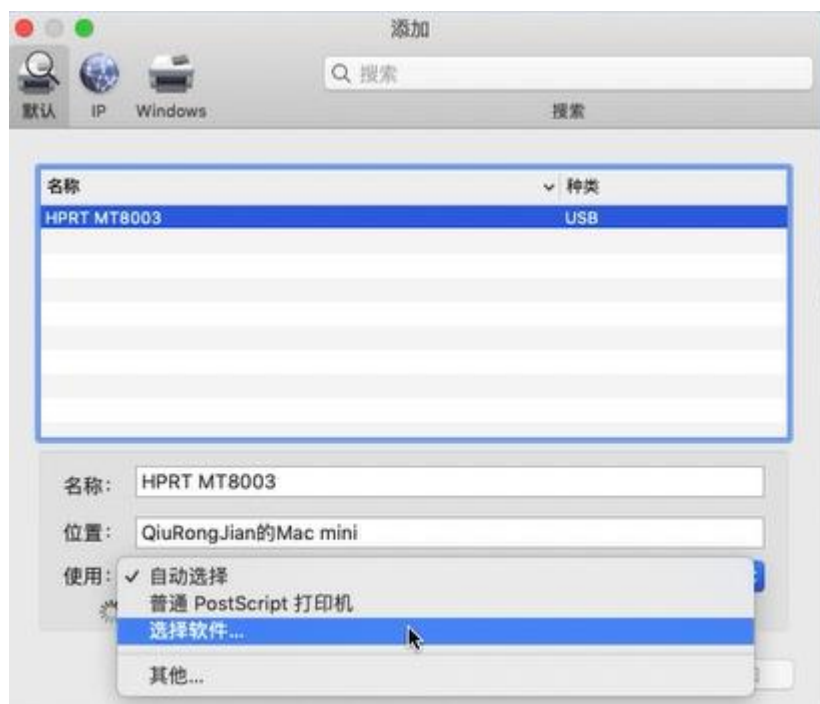 添加
搜索
默认 IP Windows 搜索
名称 种类
HPRT MT8003 USB
名称: HPRT MT8003
位置: QiuRongJian的Mac mini
使用: ✓ 自动选择
普通 PostScript 打印机
选择软件...
其他...